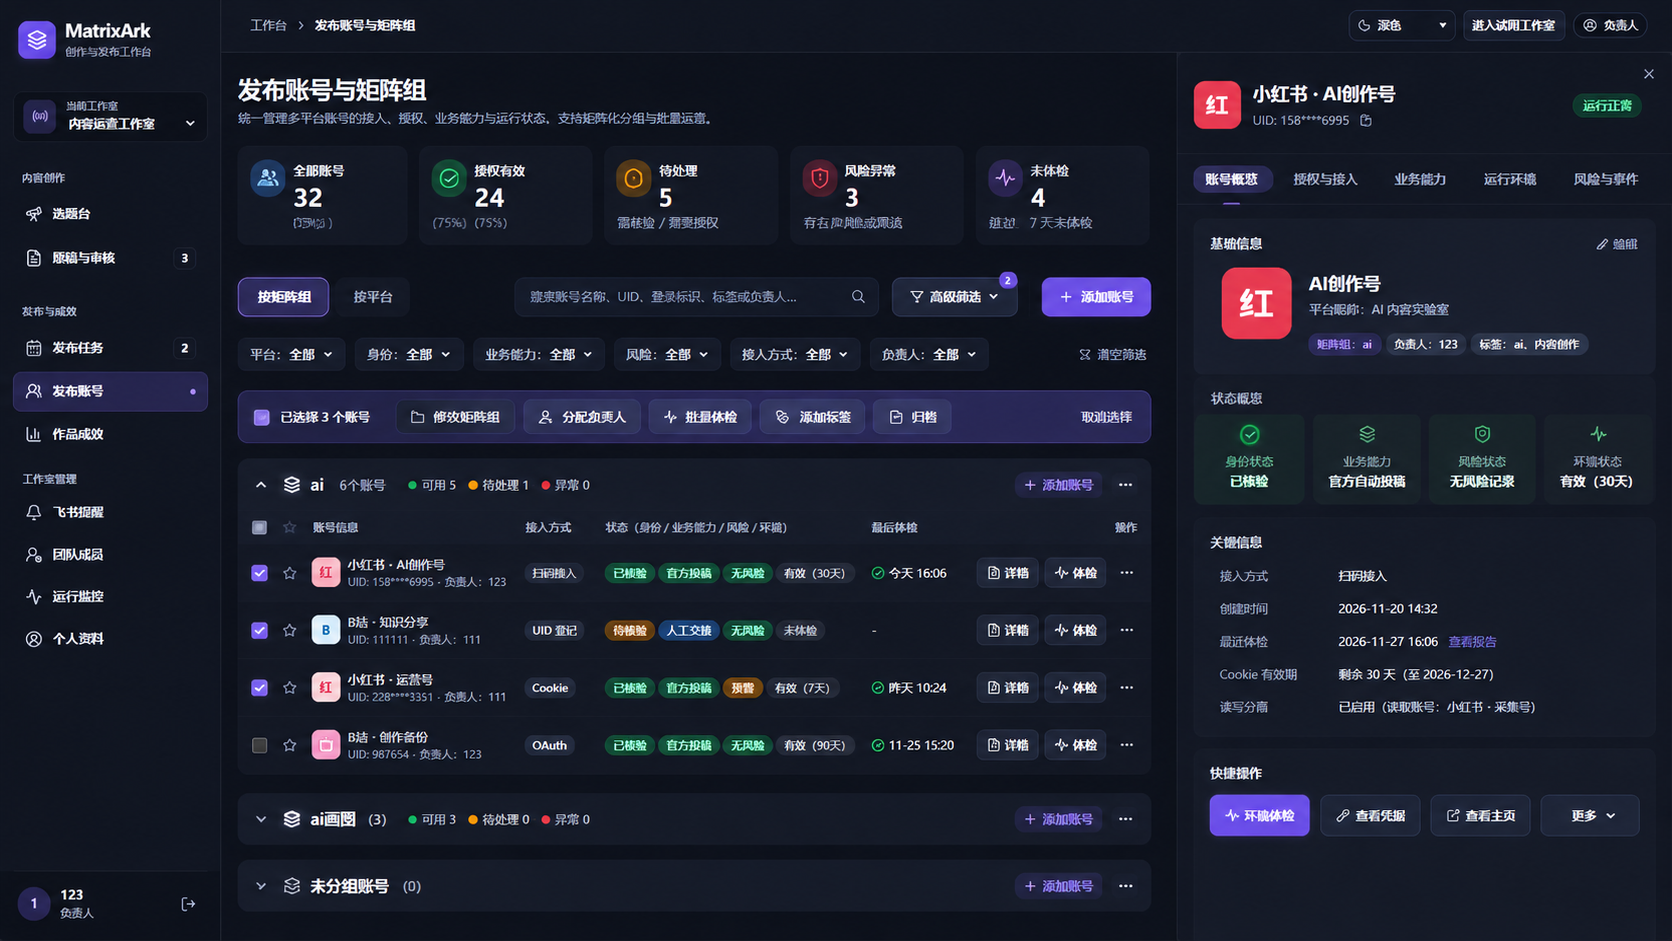 MatrixArk
创作与发布工作台
当前工作室
内容运营工作室
内容创作
选题台
原稿与审核
3
发布与成效
发布任务
2
发布账号
作品成效
工作室管理
飞书提醒
团队成员
运行监控
个人资料
1
123
负责人
工作台 > 发布账号与矩阵组
深色
进入试用工作室
负责人
发布账号与矩阵组
统一管理多平台账号的接入、授权、业务能力与运行状态。支持矩阵化分组与批量运营。
全部账号
32
授权有效
24
(75%) (75%)
待处理
5
风险异常
3
未体检
4
7 天未体检
按矩阵组
按平台
搜索账号名称、UID、登录标识、标签或负责人...
高级筛选
2
+ 添加账号
平台: 全部
身份: 全部
业务能力: 全部
风险: 全部
接入方式: 全部
负责人: 全部
清空筛选
已选择 3 个账号
修改矩阵组
分配负责人
批量体检
添加标签
归档
取消选择
ai 6个账号 可用 5 待处理 1 异常 0
+ 添加账号
账号信息 接入方式 状态（身份 / 业务能力 / 风险 / 环境） 最后体检 操作
小红书 · AI创作号
UID: 158****6995 · 负责人: 123
扫码接入 已核验 官方投稿 无风险 有效（30天） 今天 16:06 详情 体检
B站 · 知识分享
UID: 111111 · 负责人: 111
UID 登记 待核验 人工交接 无风险 未体检 - 详情 体检
小红书 · 运营号
UID: 228****3351 · 负责人: 111
Cookie 已核验 官方投稿 预警 有效（7天） 昨天 10:24 详情 体检
B站 · 创作备份
UID: 987654 · 负责人: 123
OAuth 已核验 官方投稿 无风险 有效（90天） 11-25 15:20 详情 体检
ai画图 (3) 可用 3 待处理 0 异常 0
+ 添加账号
未分组账号 (0)
+ 添加账号
红
小红书 · AI创作号
UID: 158****6995
运行正常
账号概览
授权与接入
业务能力
运行环境
风险与事件
基础信息
编辑
红
AI创作号
平台昵称: AI 内容实验室
矩阵组: ai
负责人: 123
标签: ai、内容创作
状态概览
身份状态
已核验
业务能力
官方自动投稿
风险状态
无风险记录
环境状态
有效（30天）
关键信息
接入方式 扫码接入
创建时间 2026-11-20 14:32
最近体检 2026-11-27 16:06 查看报告
Cookie 有效期 剩余 30 天（至 2026-12-27）
读写分离 已启用（读取账号: 小红书 · 采集号）
快捷操作
环境体检
查看凭据
查看主页
更多